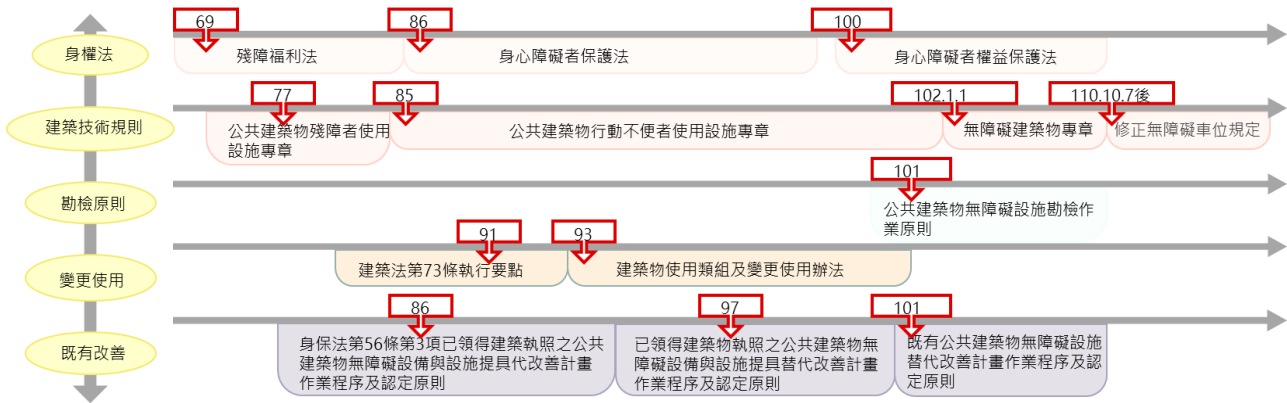 69
86
100
身權法
殘障福利法
身心障礙者保護法
身心障礙者權益保護法
77
85
102.1.1
110.10.7後
建築技術規則
公共建築物殘障者使用
設施專章
公共建築物行動不便者使用設施專章
無障礙建築物專章
修正無障礙車位規定
101
勘檢原則
公共建築物無障礙設施勘檢作
業原則
91
93
變更使用
建築法第73條執行要點
建築物使用類組及變更使用辦法
86
97
101
既有改善
身保法第56條第3項已領得建築執照之公共
建築物無障礙設備與設施提具代改善計畫
作業程序及認定原則
已領得建築物執照之公共建築物無
障礙設備與設施提具替代改善計畫
作業程序及認定原則
既有公共建築物無障礙設施
替代改善計畫作業程序及認
定原則